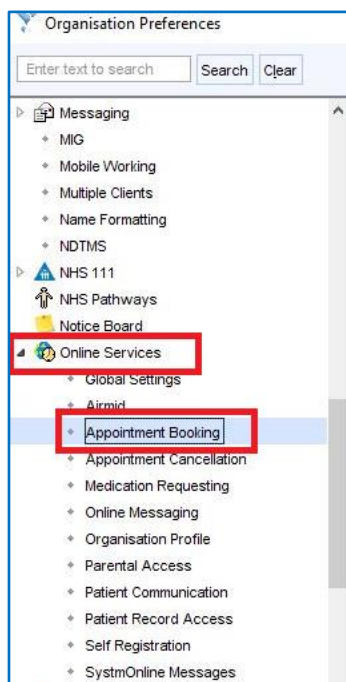 Organisation Preferences
Enter text to search Search Clear
Messaging
MIG
Mobile Working
Multiple Clients
Name Formatting
NDTMS
NHS 111
NHS Pathways
Notice Board
Online Services
Global Settings
Airmid
Appointment Booking
Appointment Cancellation
Medication Requesting
Online Messaging
Organisation Profile
Parental Access
Patient Communication
Patient Record Access
Self Registration
SystmOnline Messages